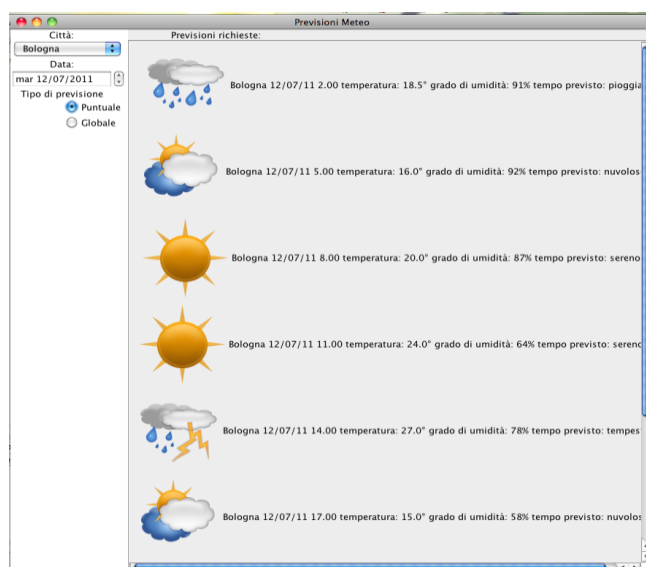 Previsioni Meteo
Città:
Bologna
Data:
mar 12/07/2011
Tipo di previsione
Puntuale
Globale
Previsioni richieste:
Bologna 12/07/11 2.00 temperatura: 18.5° grado di umidità: 91% tempo previsto: pioggia
Bologna 12/07/11 5.00 temperatura: 16.0° grado di umidità: 92% tempo previsto: nuvolos
Bologna 12/07/11 8.00 temperatura: 20.0° grado di umidità: 87% tempo previsto: sereno
Bologna 12/07/11 11.00 temperatura: 24.0° grado di umidità: 64% tempo previsto: sereno
Bologna 12/07/11 14.00 temperatura: 27.0° grado di umidità: 78% tempo previsto: tempes
Bologna 12/07/11 17.00 temperatura: 15.0° grado di umidità: 58% tempo previsto: nuvolos